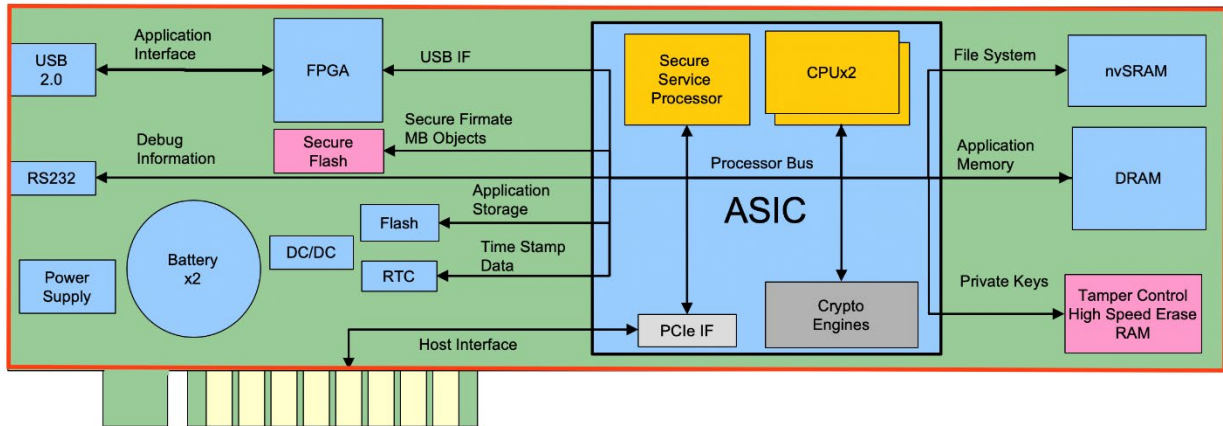 USB
2.0
Application
Interface
FPGA
USB IF
Secure
Service
Processor
CPUx2
File System
nvSRAM
Secure Firmate
MB Objects
Secure
Flash
Debug
Information
RS232
Processor Bus
Application
Memory
DRAM
ASIC
Application
Storage
Flash
DC/DC
Time Stamp
Data
RTC
Battery
x2
Power
Supply
Private Keys
Tamper Control
High Speed Erase
RAM
Crypto
Engines
PCIe IF
Host Interface